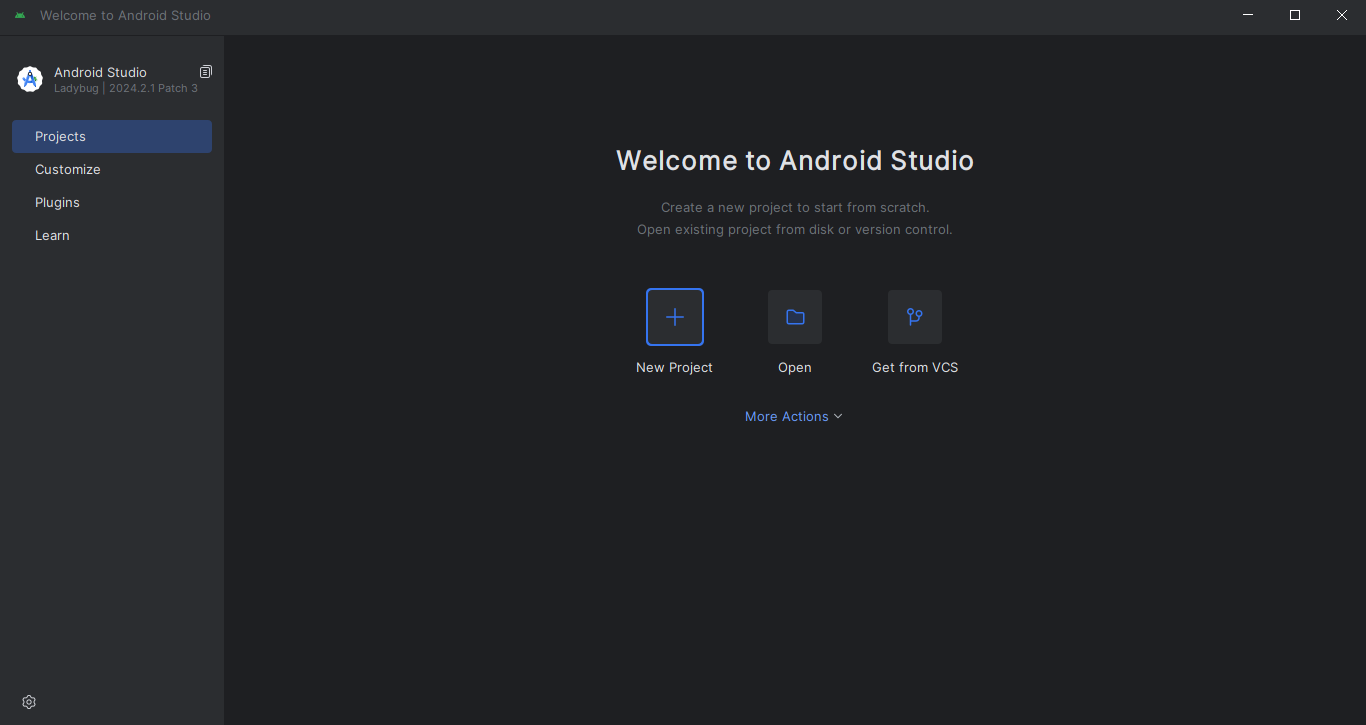 Welcome to Android Studio
Android Studio
Ladybug | 2024.2.1 Patch 3
Projects
Customize
Plugins
Learn
Welcome to Android Studio
Create a new project to start from scratch.
Open existing project from disk or version control.
New Project
Open
Get from VCS
More Actions